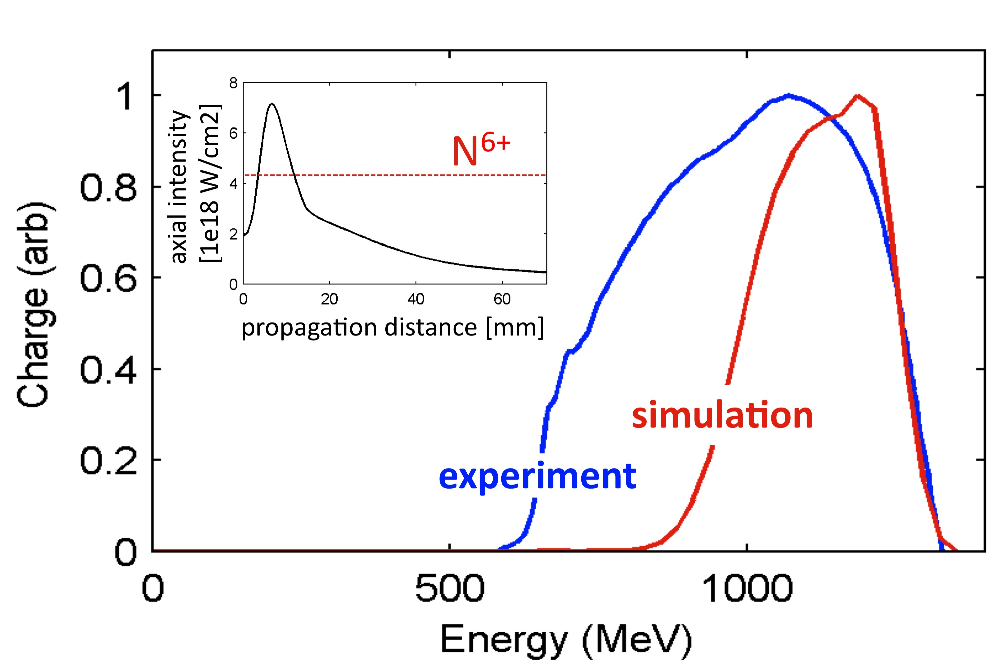 Charge (arb)
1
0.8
0.6
0.4
0.2
0
axial intensity
[1e18 W/cm2]
8
6
4
2
0
N6+
0 20 40 60
propagation distance [mm]
simulation
experiment
0 500 1000
Energy (MeV)